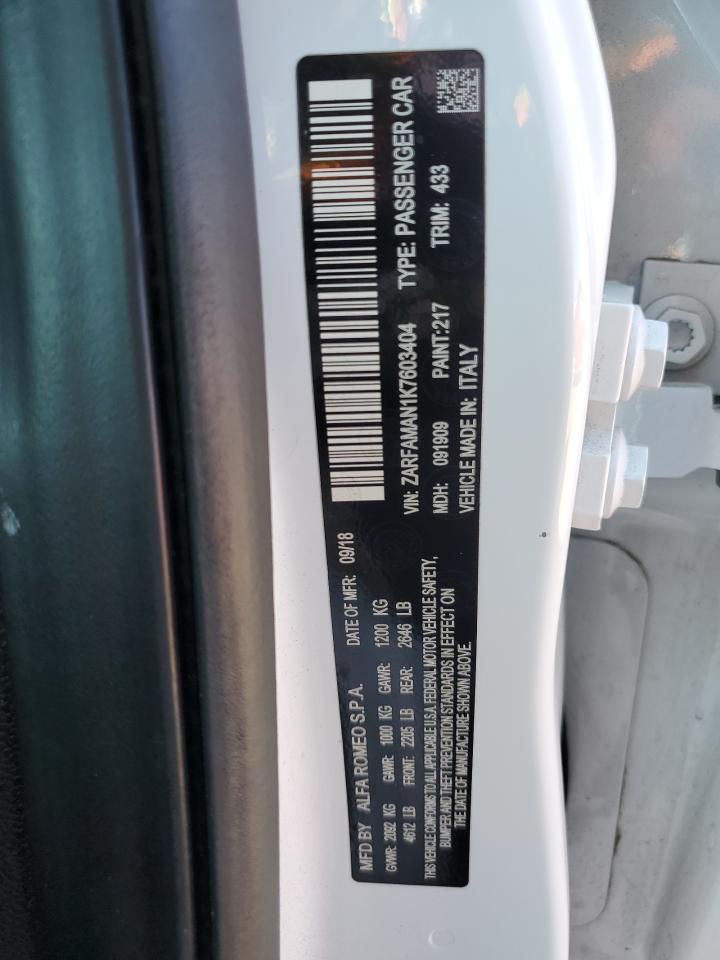 MFD BY ALFA ROMEO S.P.A. DATE OF MFR: 09/18
GVWR: 2092 KG GAWR: 1000 KG GAWR: 1200 KG
4612 LB FRONT: 2205 LB REAR: 2646 LB
THIS VEHICLE CONFORMS TO ALL APPLICABLE U.S.A. FEDERAL MOTOR VEHICLE SAFETY,
BUMPER AND THEFT PREVENTION STANDARDS IN EFFECT ON
THE DATE OF MANUFACTURE SHOWN ABOVE.
VIN: ZARFAMAN1K7603404 TYPE: PASSENGER CAR
MDH: 091909 PAINT:217 TRIM: 433
VEHICLE MADE IN: ITALY